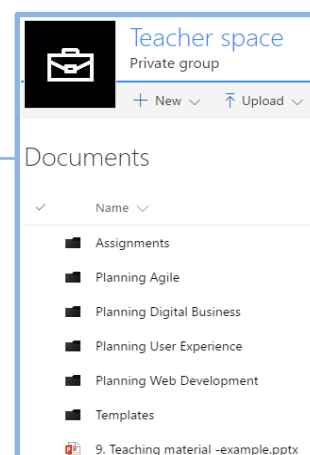 Teacher space
Private group
New
Upload
Documents
Name
Assignments
Planning Agile
Planning Digital Business
Planning User Experience
Planning Web Development
Templates
9. Teaching material -example.pptx